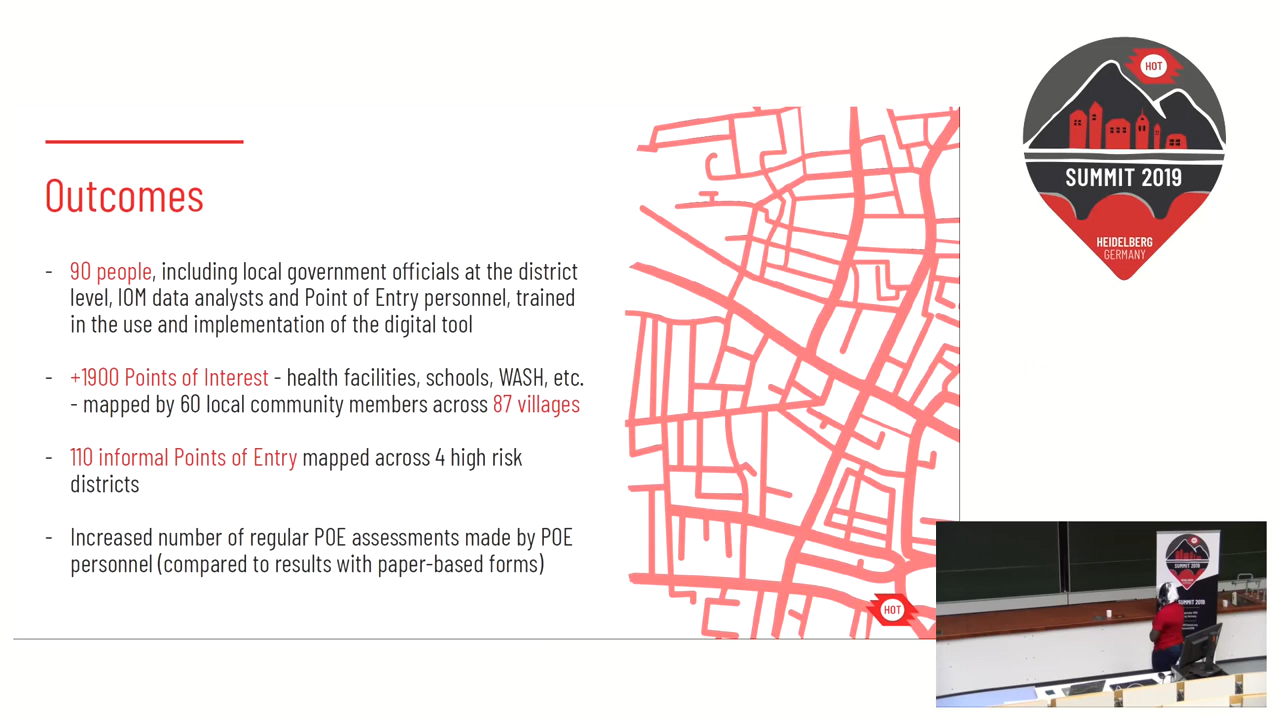 Outcomes
- 90 people, including local government officials at the district
level, IOM data analysts and Point of Entry personnel, trained
in the use and implementation of the digital tool
- +1900 Points of Interest - health facilities, schools, WASH, etc.
- mapped by 60 local community members across 87 villages
- 110 informal Points of Entry mapped across 4 high risk
districts
- Increased number of regular POE assessments made by POE
personnel (compared to results with paper-based forms)
HOT
HOT
SUMMIT 2019
HEIDELBERG
GERMANY
SUMMIT 2019
SUMMIT 2019